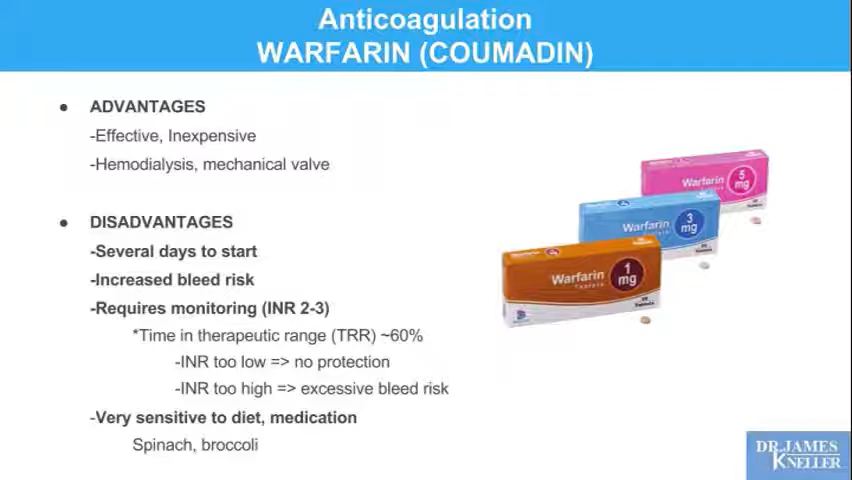 Anticoagulation
WARFARIN (COUMADIN)
● ADVANTAGES
-Effective, Inexpensive
-Hemodialysis, mechanical valve
● DISADVANTAGES
-Several days to start
-Increased bleed risk
-Requires monitoring (INR 2-3)
*Time in therapeutic range (TRR) ~60%
-INR too low => no protection
-INR too high => excessive bleed risk
-Very sensitive to diet, medication
Spinach, broccoli
Warfarin 5 mg
Warfarin 3 mg
Warfarin 1 mg
Tablets
DR.JAMES
KNELLER